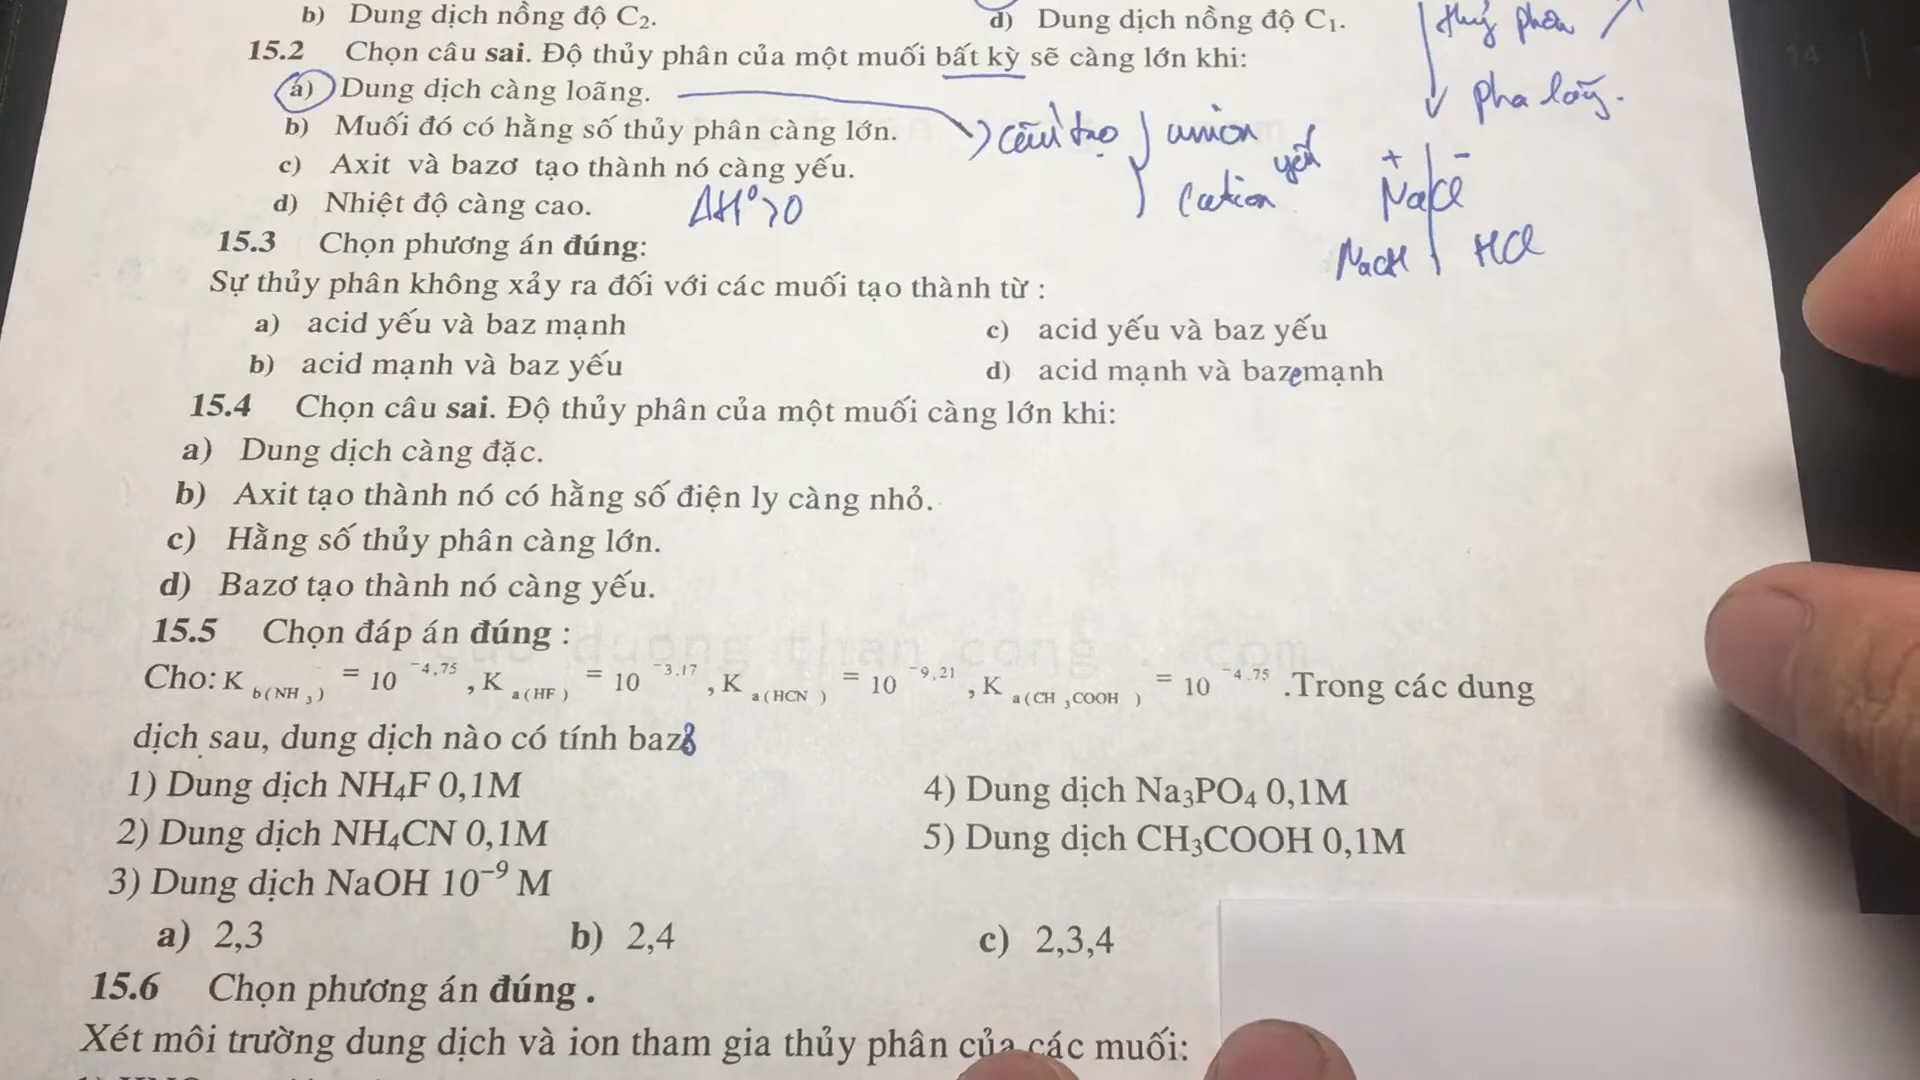 b) Dung dịch nồng độ C₂.
d) Dung dịch nồng độ C₁.
thủy phân
pha loãng.
15.2 Chọn câu sai. Độ thủy phân của một muối bất kỳ sẽ càng lớn khi:
a) Dung dịch càng loãng.
b) Muối đó có hằng số thủy phân càng lớn.
c) Axit và bazơ tạo thành nó càng yếu.
d) Nhiệt độ càng cao. ΔH⁰>0
cấu tạo
anion
cation yếu
+ -
NaCl
NaOH HCl
15.3 Chọn phương án đúng:
Sự thủy phân không xảy ra đối với các muối tạo thành từ :
a) acid yếu và baz mạnh
c) acid yếu và baz yếu
b) acid mạnh và baz yếu
d) acid mạnh và baze mạnh
15.4 Chọn câu sai. Độ thủy phân của một muối càng lớn khi:
a) Dung dịch càng đặc.
b) Axit tạo thành nó có hằng số điện ly càng nhỏ.
c) Hằng số thủy phân càng lớn.
d) Bazơ tạo thành nó càng yếu.
15.5 Chọn đáp án đúng :
Cho: K b(NH₃) = 10⁻⁴,⁷⁵ , K a(HF) = 10⁻³,¹⁷ , K a(HCN) = 10⁻⁹,²¹ , K a(CH₃COOH) = 10⁻⁴·⁷⁵ .Trong các dung
dịch sau, dung dịch nào có tính baz
1) Dung dịch NH₄F 0,1M
4) Dung dịch Na₃PO₄ 0,1M
2) Dung dịch NH₄CN 0,1M
5) Dung dịch CH₃COOH 0,1M
3) Dung dịch NaOH 10⁻⁹ M
a) 2,3
b) 2,4
c) 2,3,4
15.6 Chọn phương án đúng .
Xét môi trường dung dịch và ion tham gia thủy phân của các muối: